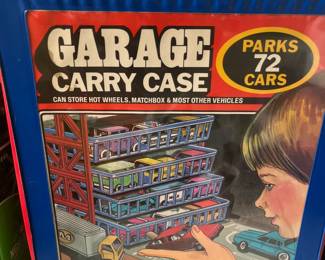 GARAGE
CARRY CASE
CAN STORE HOT WHEELS, MATCHBOX & MOST OTHER VEHICLES
PARKS
72
CARS